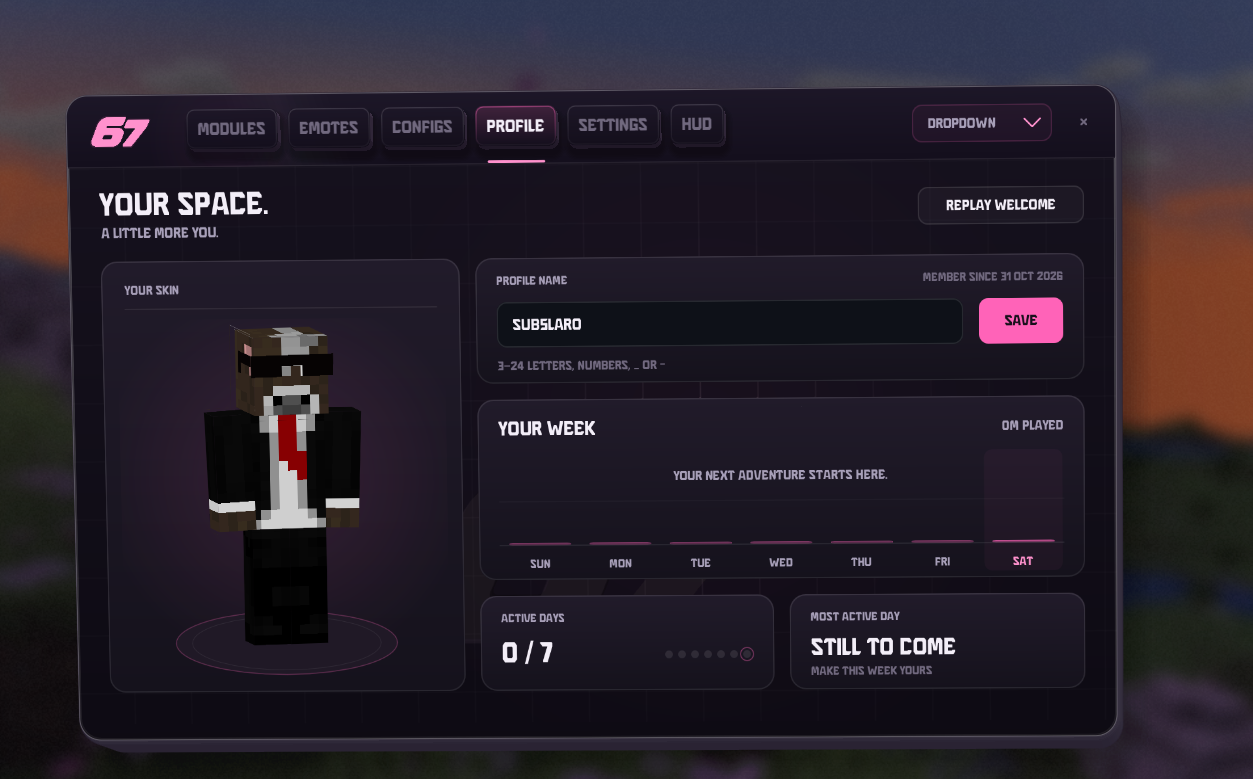 67
MODULES
EMOTES
CONFIGS
PROFILE
SETTINGS
HUD
DROPDOWN
×
YOUR SPACE.
A LITTLE MORE YOU.
REPLAY WELCOME
YOUR SKIN
PROFILE NAME
MEMBER SINCE 31 OCT 2026
SUBSLARO
SAVE
3–24 LETTERS, NUMBERS, _ OR -
YOUR WEEK
0M PLAYED
YOUR NEXT ADVENTURE STARTS HERE.
SUN
MON
TUE
WED
THU
FRI
SAT
ACTIVE DAYS
0 / 7
MOST ACTIVE DAY
STILL TO COME
MAKE THIS WEEK YOURS